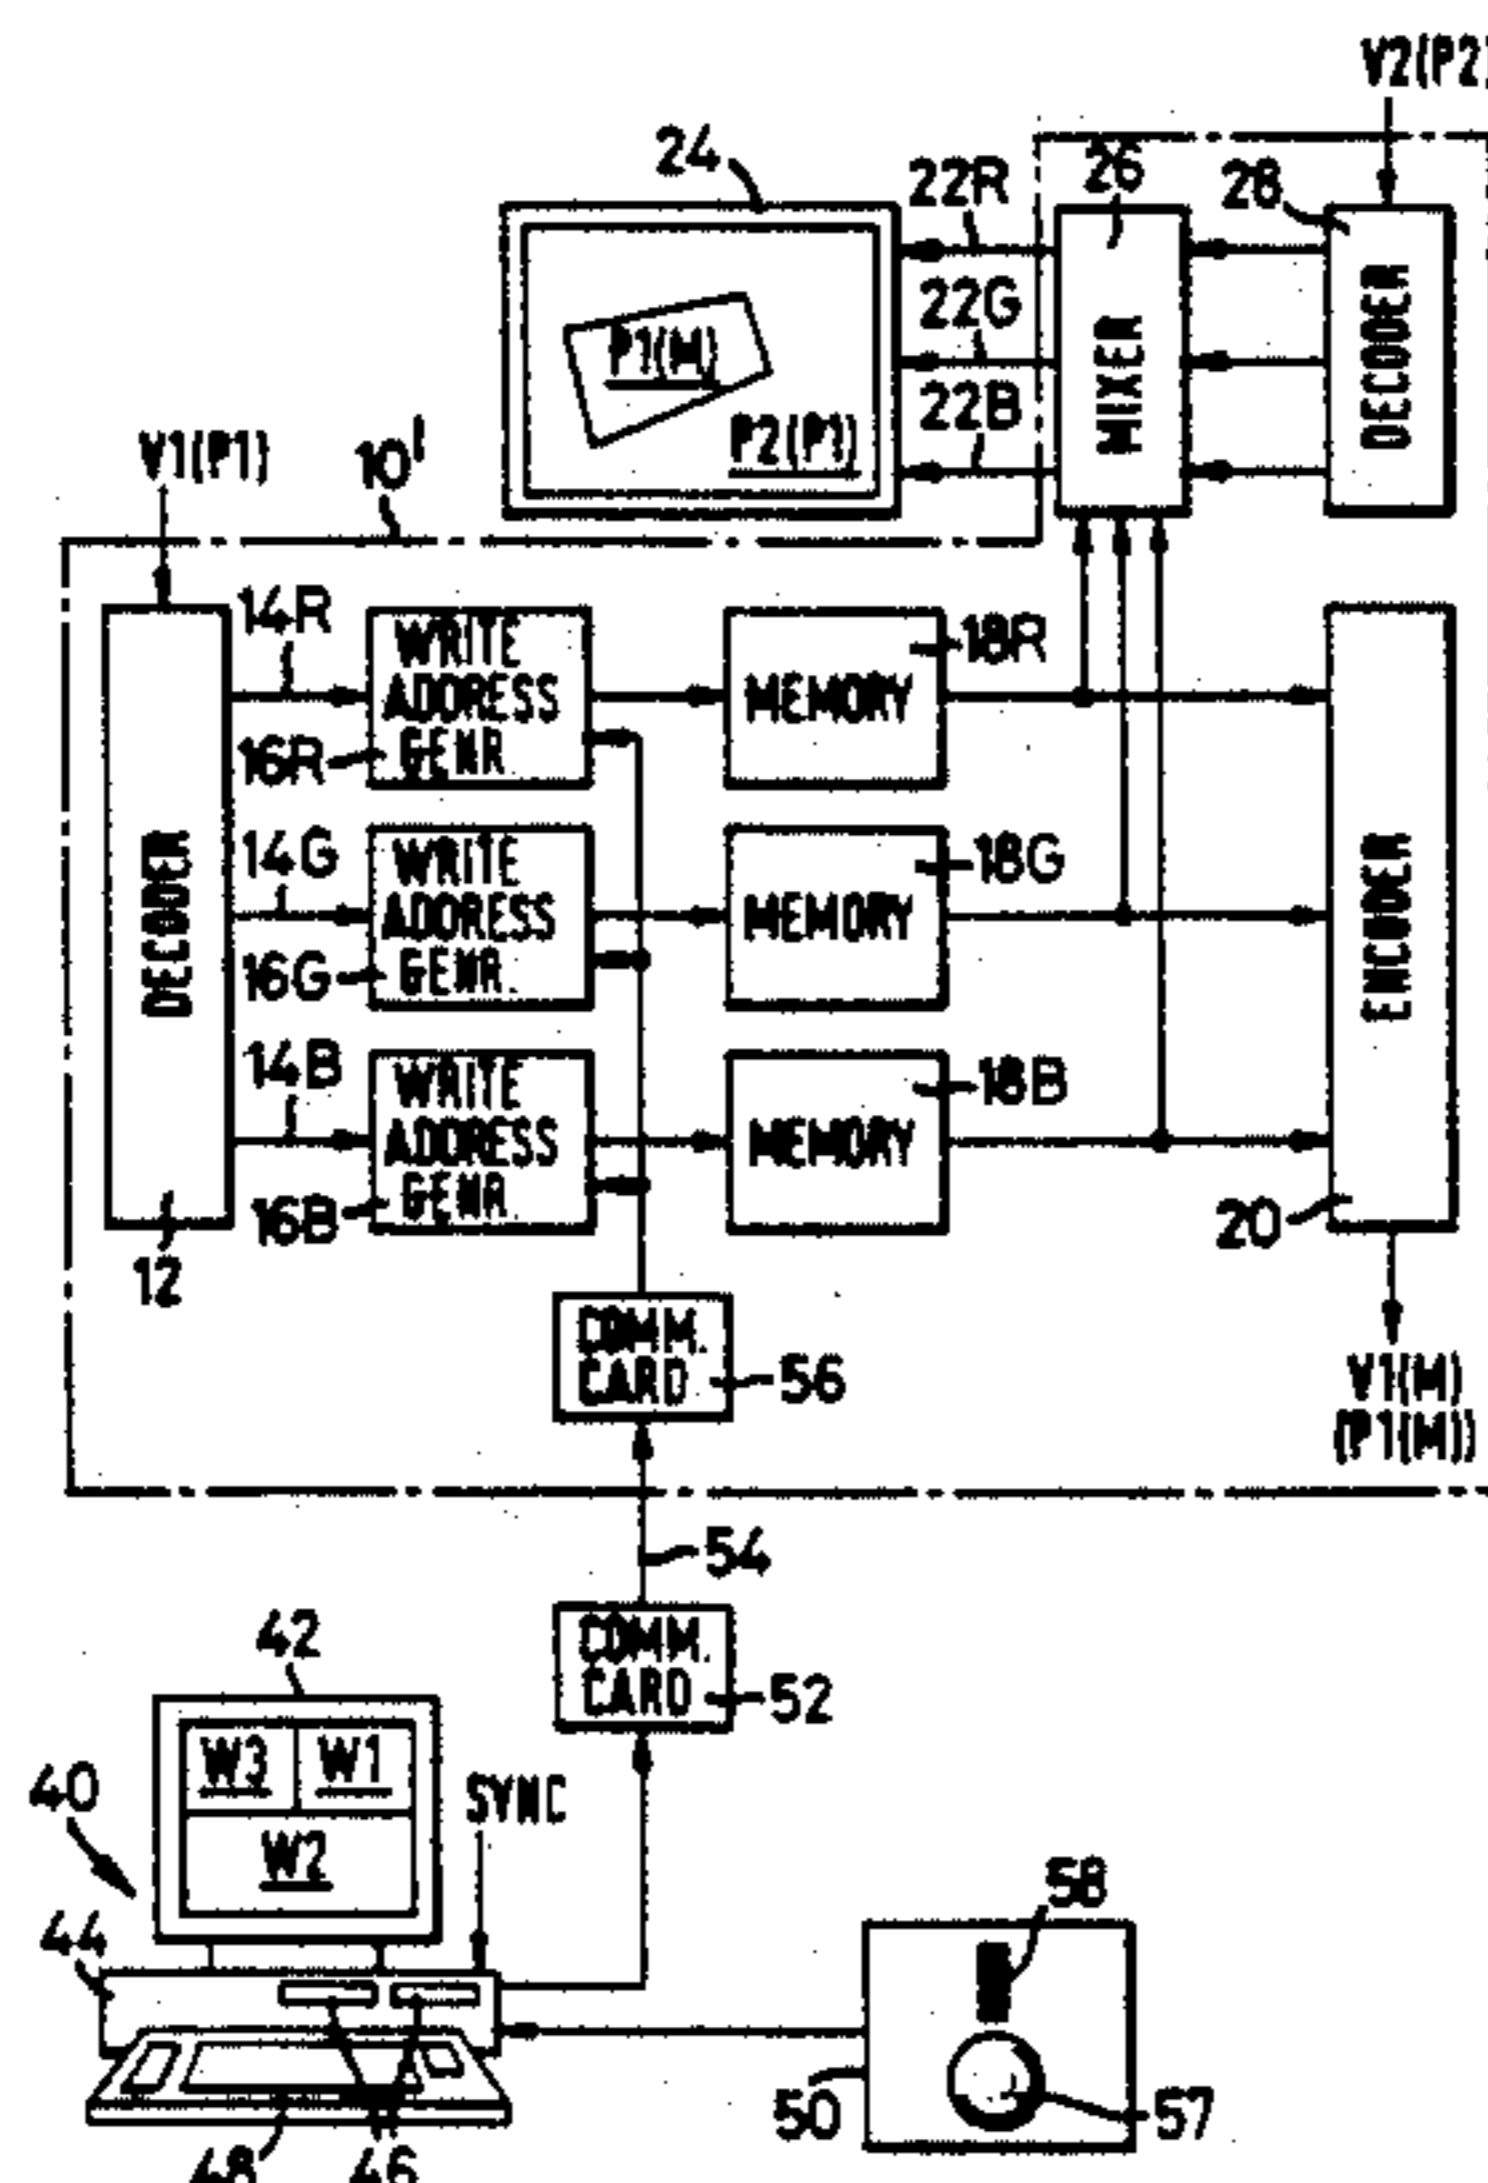 V2(P2)
24
22R
26
28
22G
22B
P1(M)
P2(P1)
MIXER
DECODER
V1(P1)
10'
14R
WRITE
ADDRESS
GENR.
16R
MEMORY
18R
14G
WRITE
ADDRESS
GENR.
16G
MEMORY
18G
14B
WRITE
ADDRESS
GENR.
16B
MEMORY
18B
DECODER
12
ENCODER
20
COMM.
CARD
56
V1(M)
(P1(M))
54
COMM.
CARD
52
42
W3
W1
W2
40
SYNC
44
58
50
57
48
46